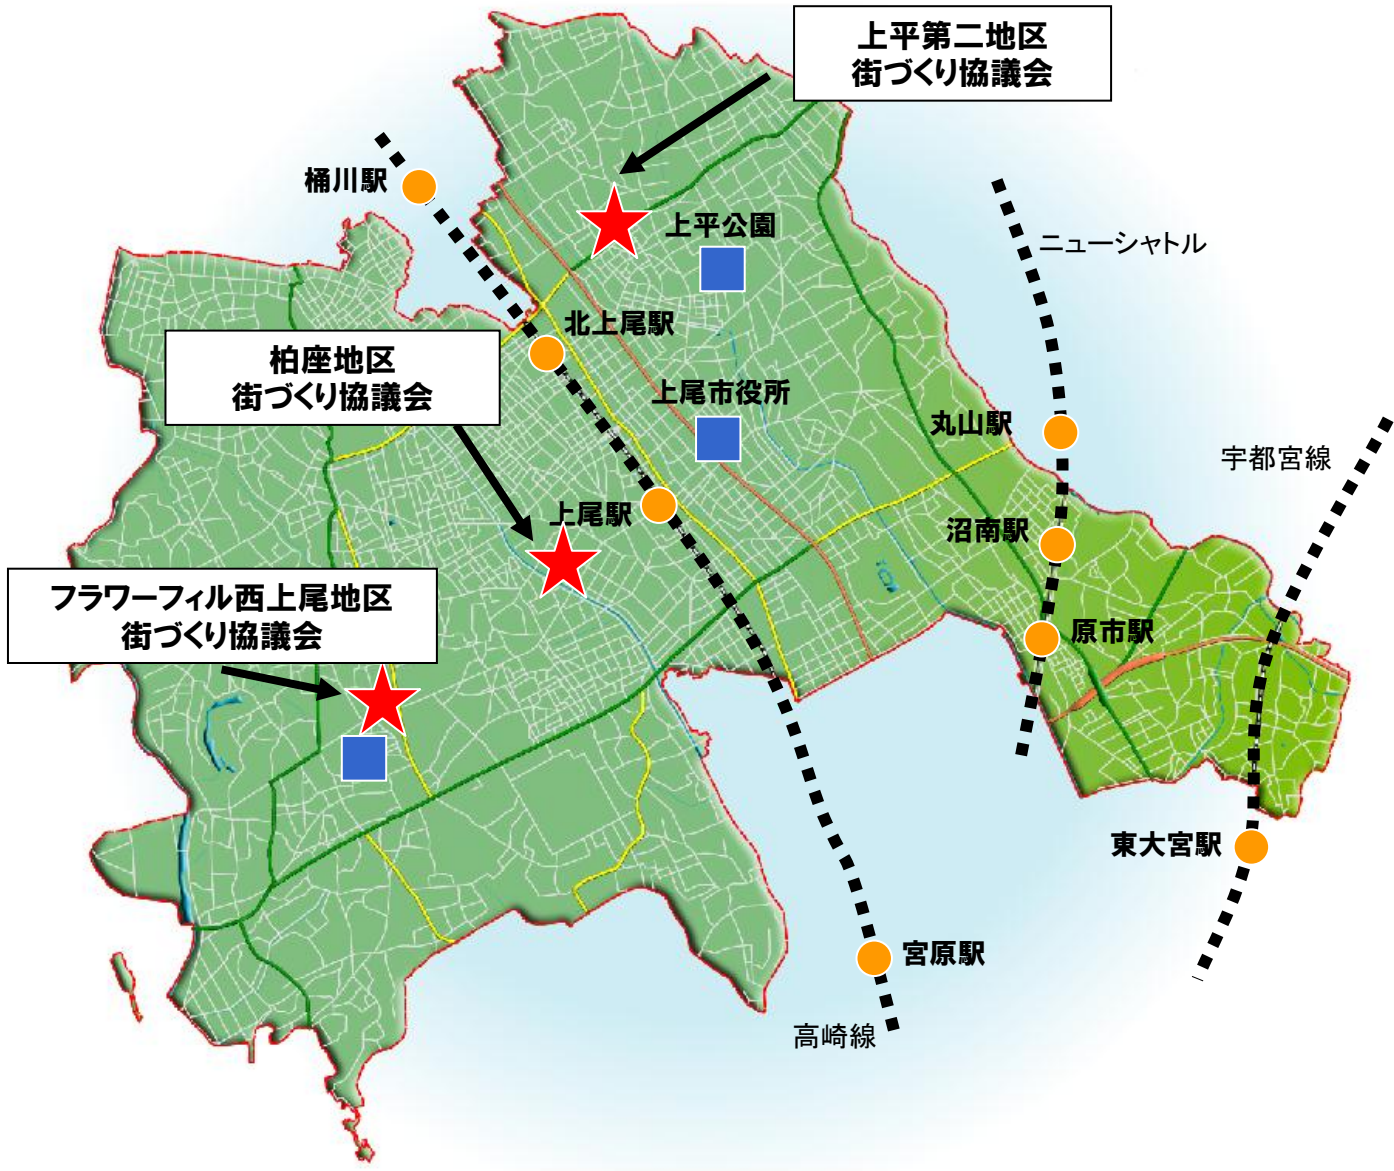 上平第二地区
街づくり協議会
桶川駅
上平公園
ニューシャトル
北上尾駅
柏座地区
街づくり協議会
上尾市役所
丸山駅
宇都宮線
上尾駅
沼南駅
フラワーフィル西上尾地区
街づくり協議会
原市駅
東大宮駅
宮原駅
高崎線